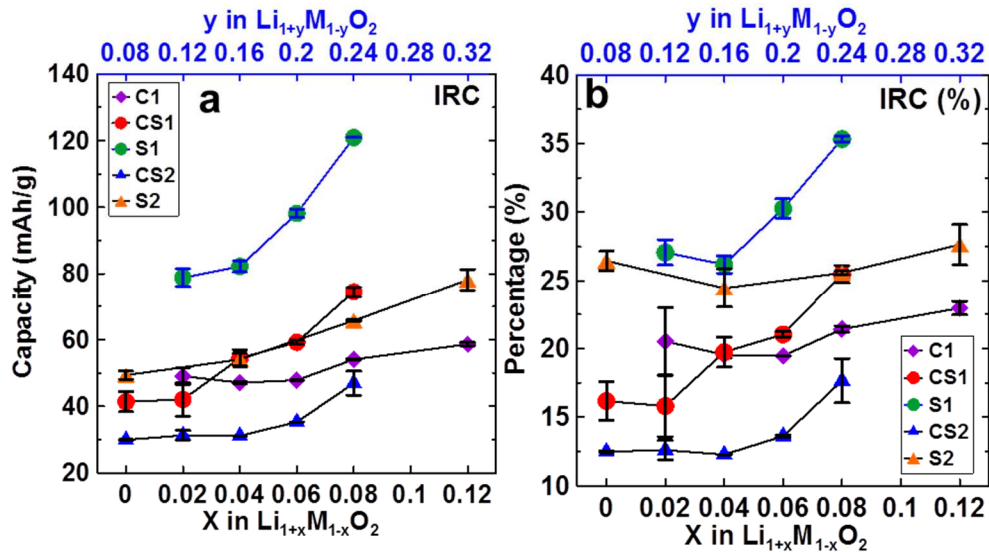 y in Li1+yM1-yO2
0.08 0.12 0.16 0.2 0.24 0.32
140
120
100
80
60
40
20
Capacity (mAh/g)
a
IRC
C1
CS1
S1
CS2
S2
0 0.02 0.04 0.06 0.08 0.1 0.12
X in Li1+xM1-xO2
y in Li1+yM1-yO2
0.08 0.12 0.16 0.2 0.24 0.32
40
35
30
25
20
15
10
Percentage (%)
b
IRC (%)
C1
CS1
S1
CS2
S2
0 0.02 0.04 0.06 0.08 0.1 0.12
X in Li1+xM1-xO2